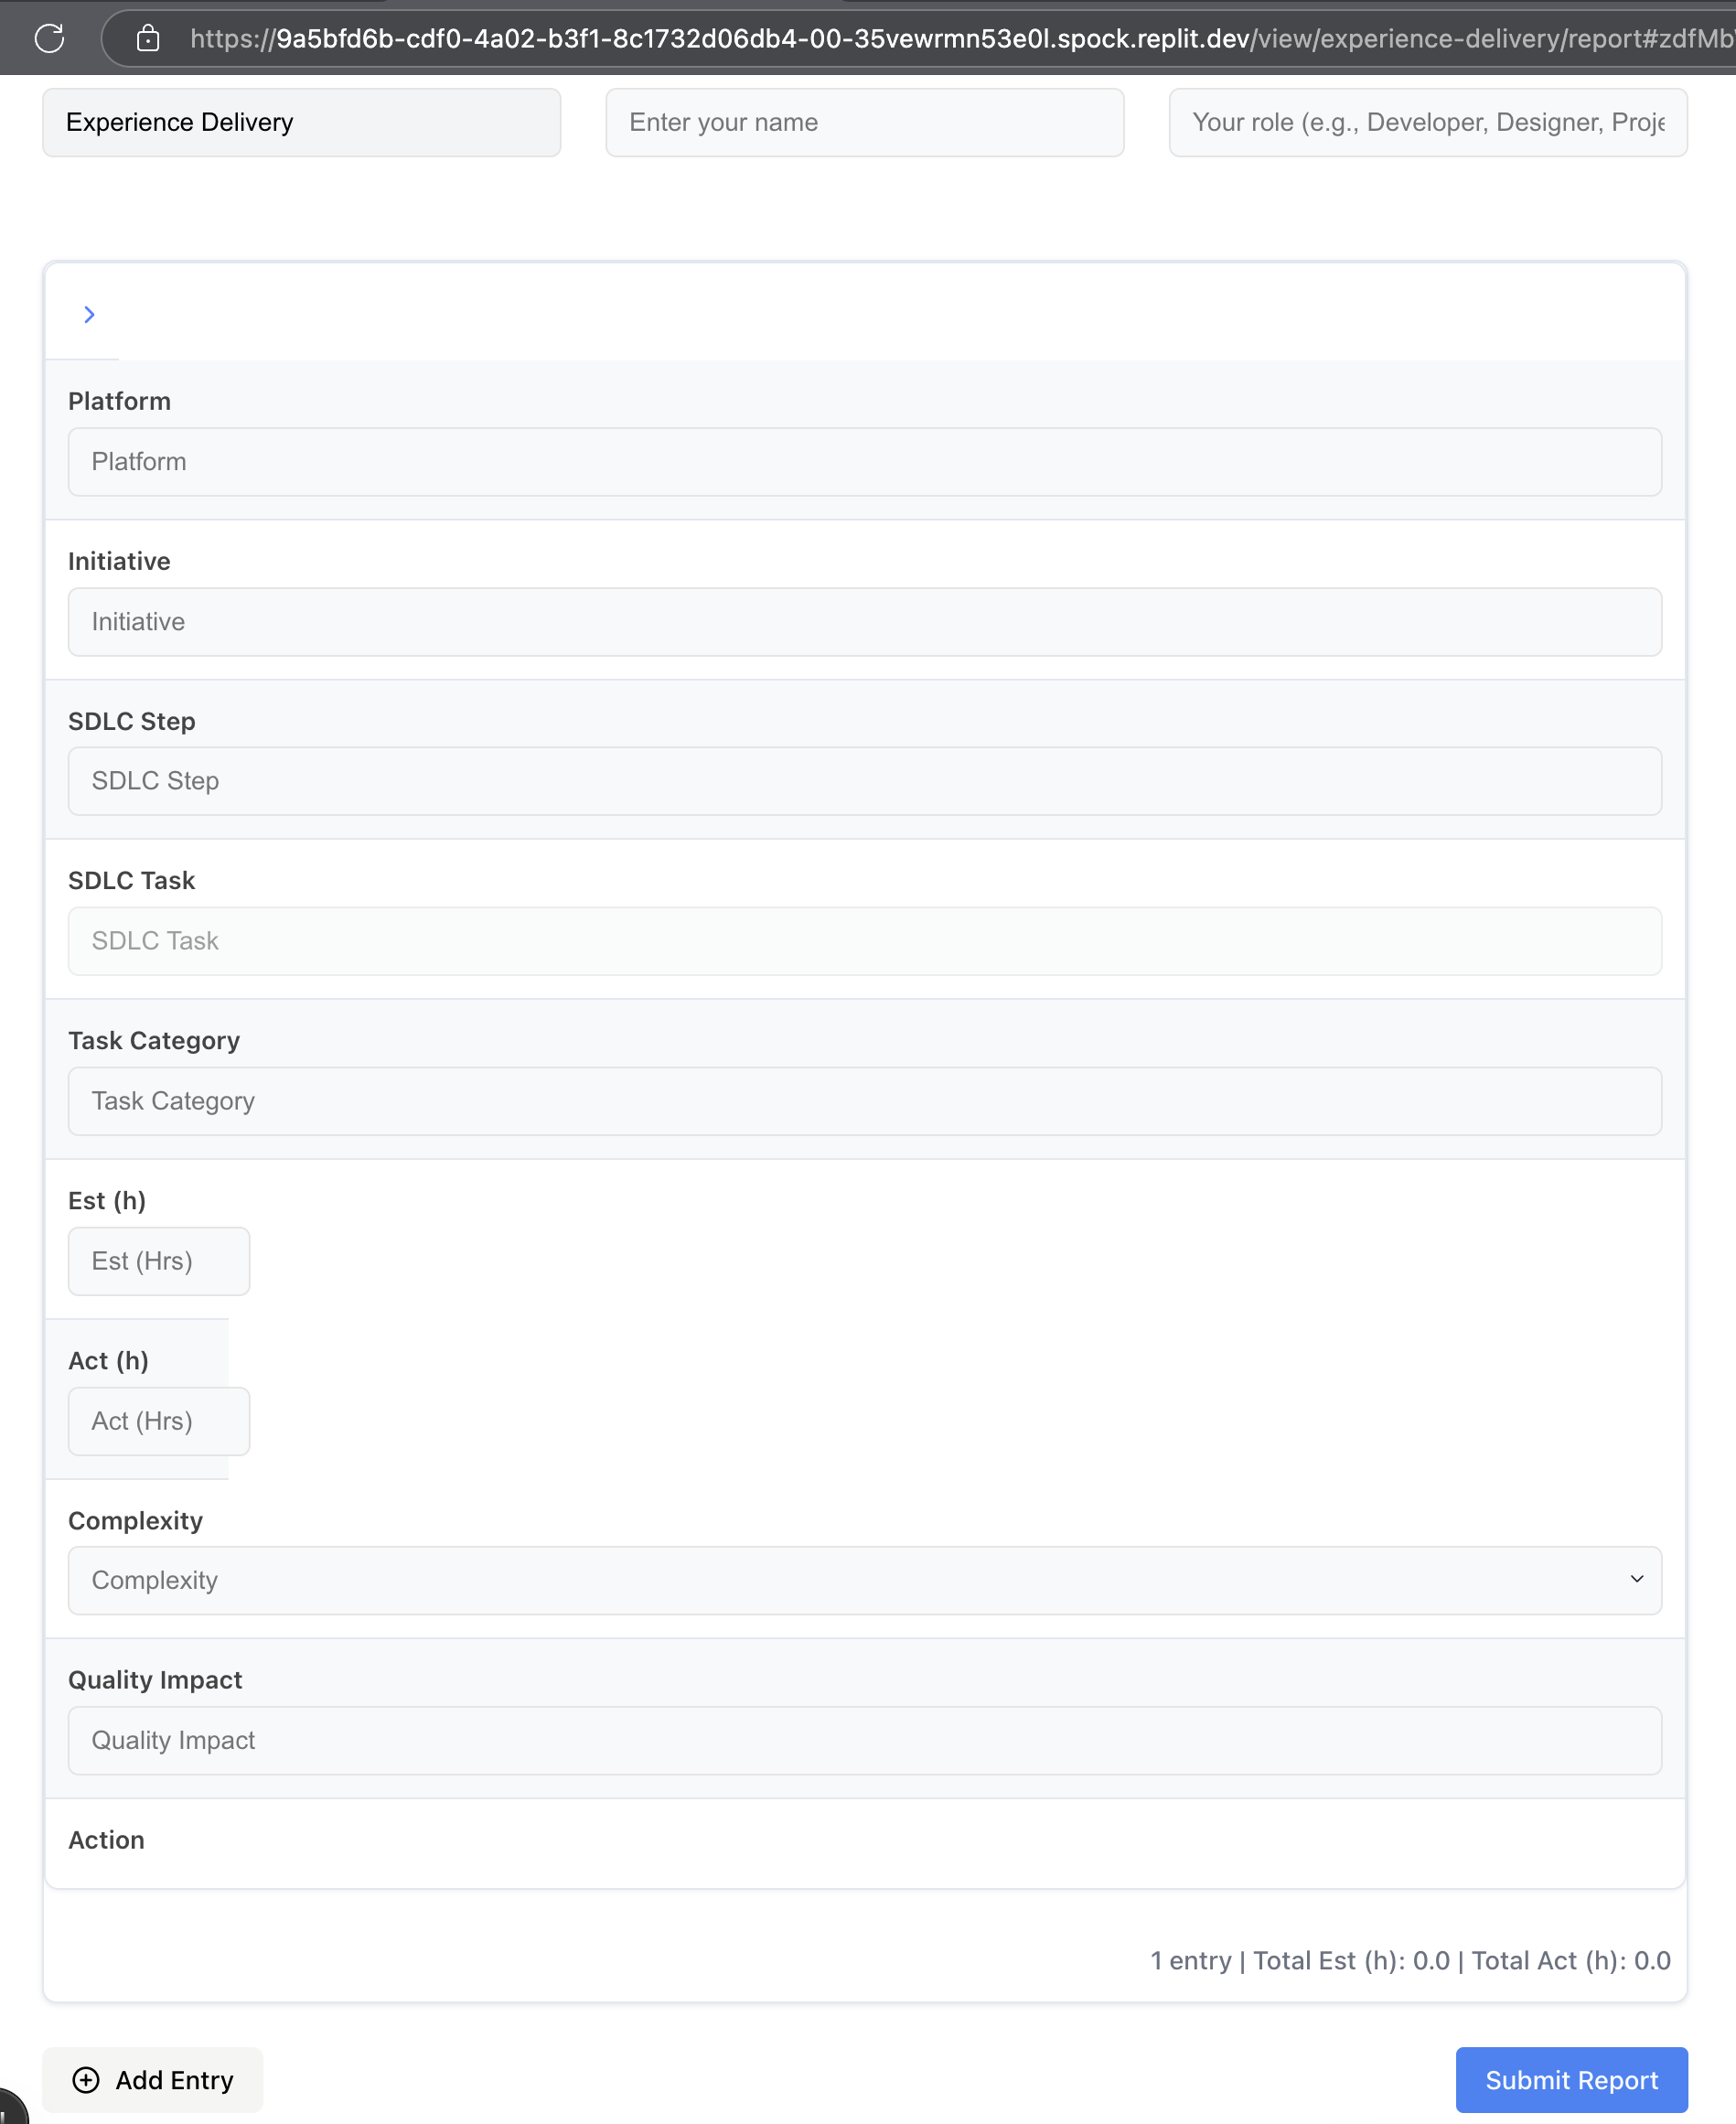 https://9a5bfd6b-cdf0-4a02-b3f1-8c1732d06db4-00-35vewrmn53e0l.spock.replit.dev/view/experience-delivery/report#zdfMb
Experience Delivery
Enter your name
Your role (e.g., Developer, Designer, Proje
Platform
Platform
Initiative
Initiative
SDLC Step
SDLC Step
SDLC Task
SDLC Task
Task Category
Task Category
Est (h)
Est (Hrs)
Act (h)
Act (Hrs)
Complexity
Complexity
Quality Impact
Quality Impact
Action
1 entry | Total Est (h): 0.0 | Total Act (h): 0.0
Add Entry
Submit Report